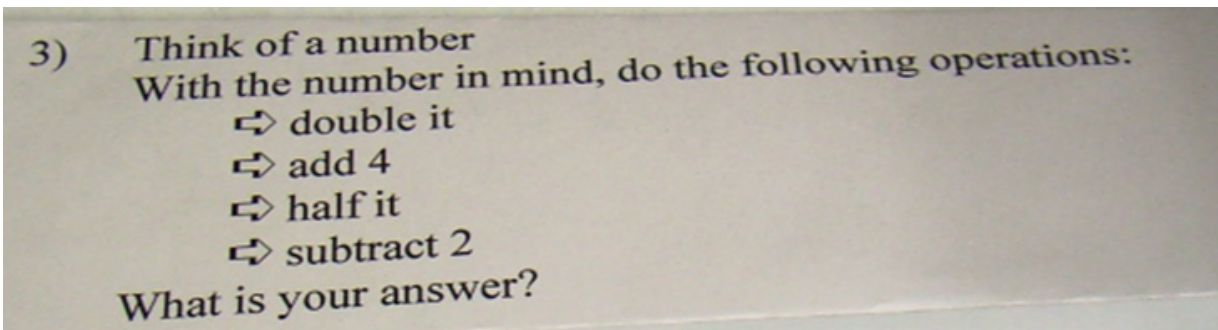 3) Think of a number
With the number in mind, do the following operations:
➪ double it
➪ add 4
➪ half it
➪ subtract 2
What is your answer?